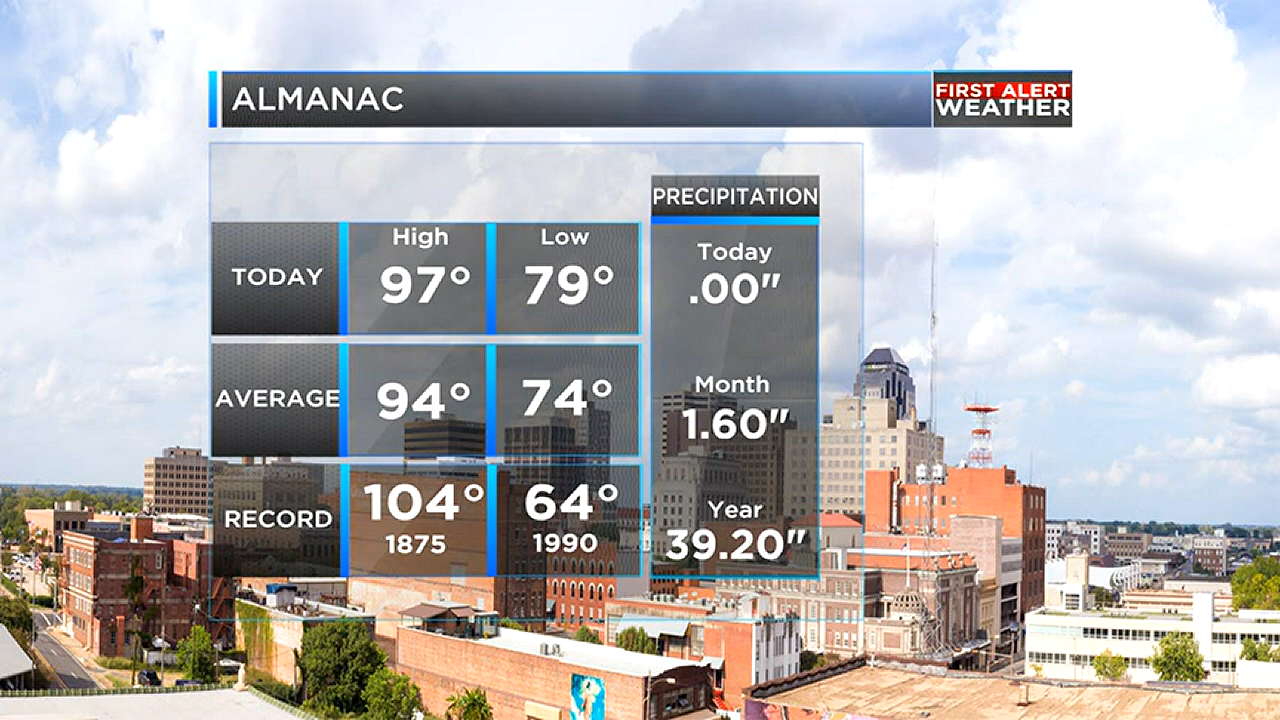 ALMANAC
FIRST ALERT
WEATHER
PRECIPITATION
High
Low
TODAY
97°
79°
Today
.00"
AVERAGE
94°
74°
Month
1.60"
RECORD
104°
1875
64°
1990
Year
39.20"